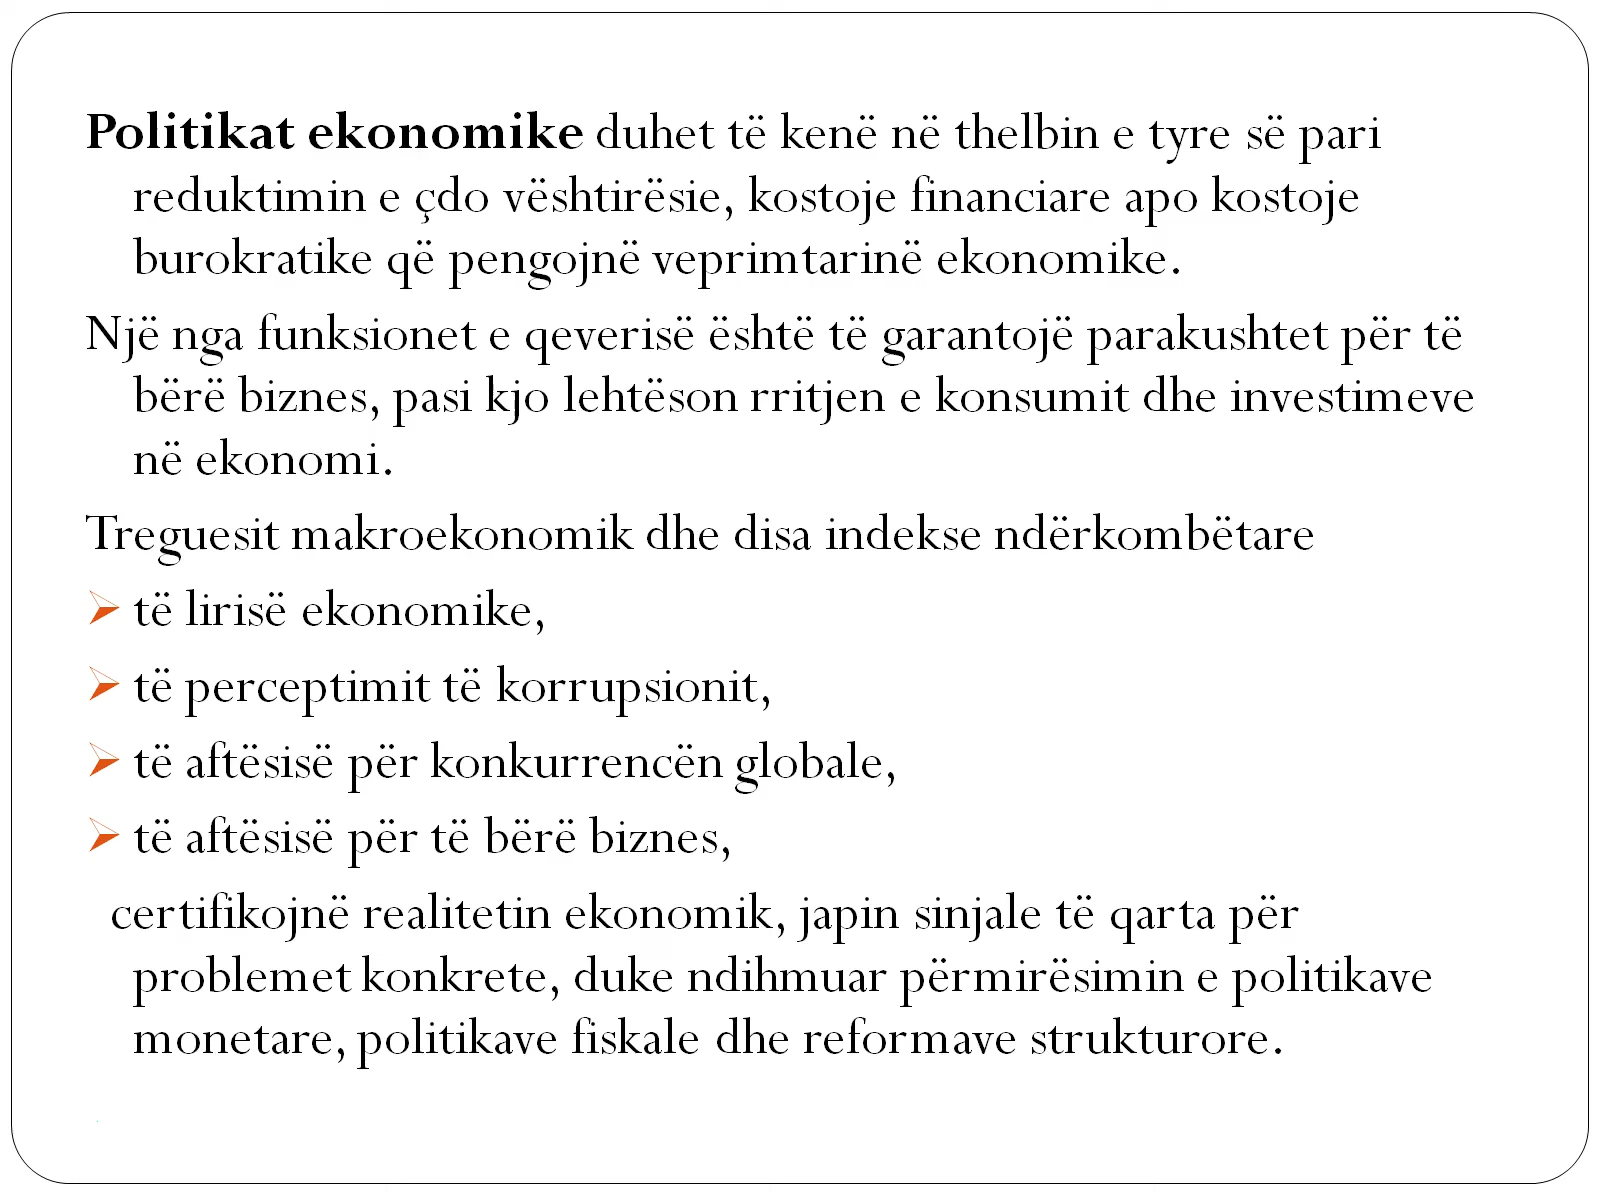 Politikat ekonomike duhet të kenë në thelbin e tyre së pari
reduktimin e çdo vështirësie, kostoje financiare apo kostoje
burokratike që pengojnë veprimtarinë ekonomike.
Një nga funksionet e qeverisë është të garantojë parakushtet për të
bërë biznes, pasi kjo lehtëson rritjen e konsumit dhe investimeve
në ekonomi.
Treguesit makroekonomik dhe disa indekse ndërkombëtare
të lirisë ekonomike,
të perceptimit të korrupsionit,
të aftësisë për konkurrencën globale,
të aftësisë për të bërë biznes,
certifikojnë realitetin ekonomik, japin sinjale të qarta për
problemet konkrete, duke ndihmuar përmirësimin e politikave
monetare, politikave fiskale dhe reformave strukturore.